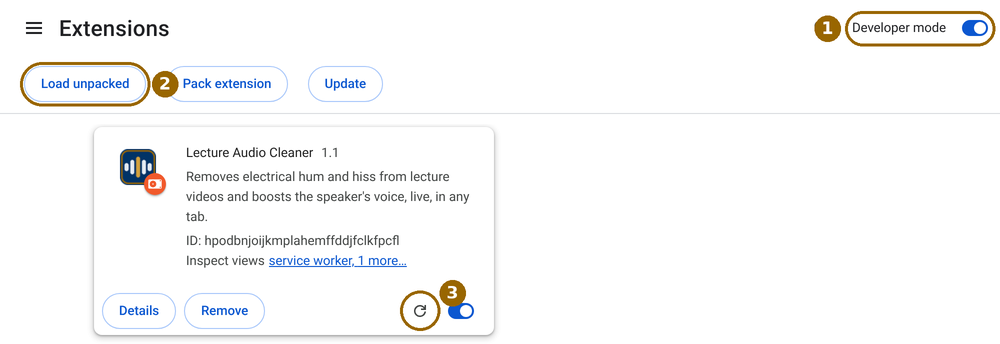 Extensions
1
Developer mode
Load unpacked
2
Pack extension
Update
Lecture Audio Cleaner 1.1
Removes electrical hum and hiss from lecture
videos and boosts the speaker's voice, live, in any
tab.
ID: hpodbnjoijkmplahemffddjfclkfpcfl
Inspect views service worker, 1 more...
Details
Remove
3